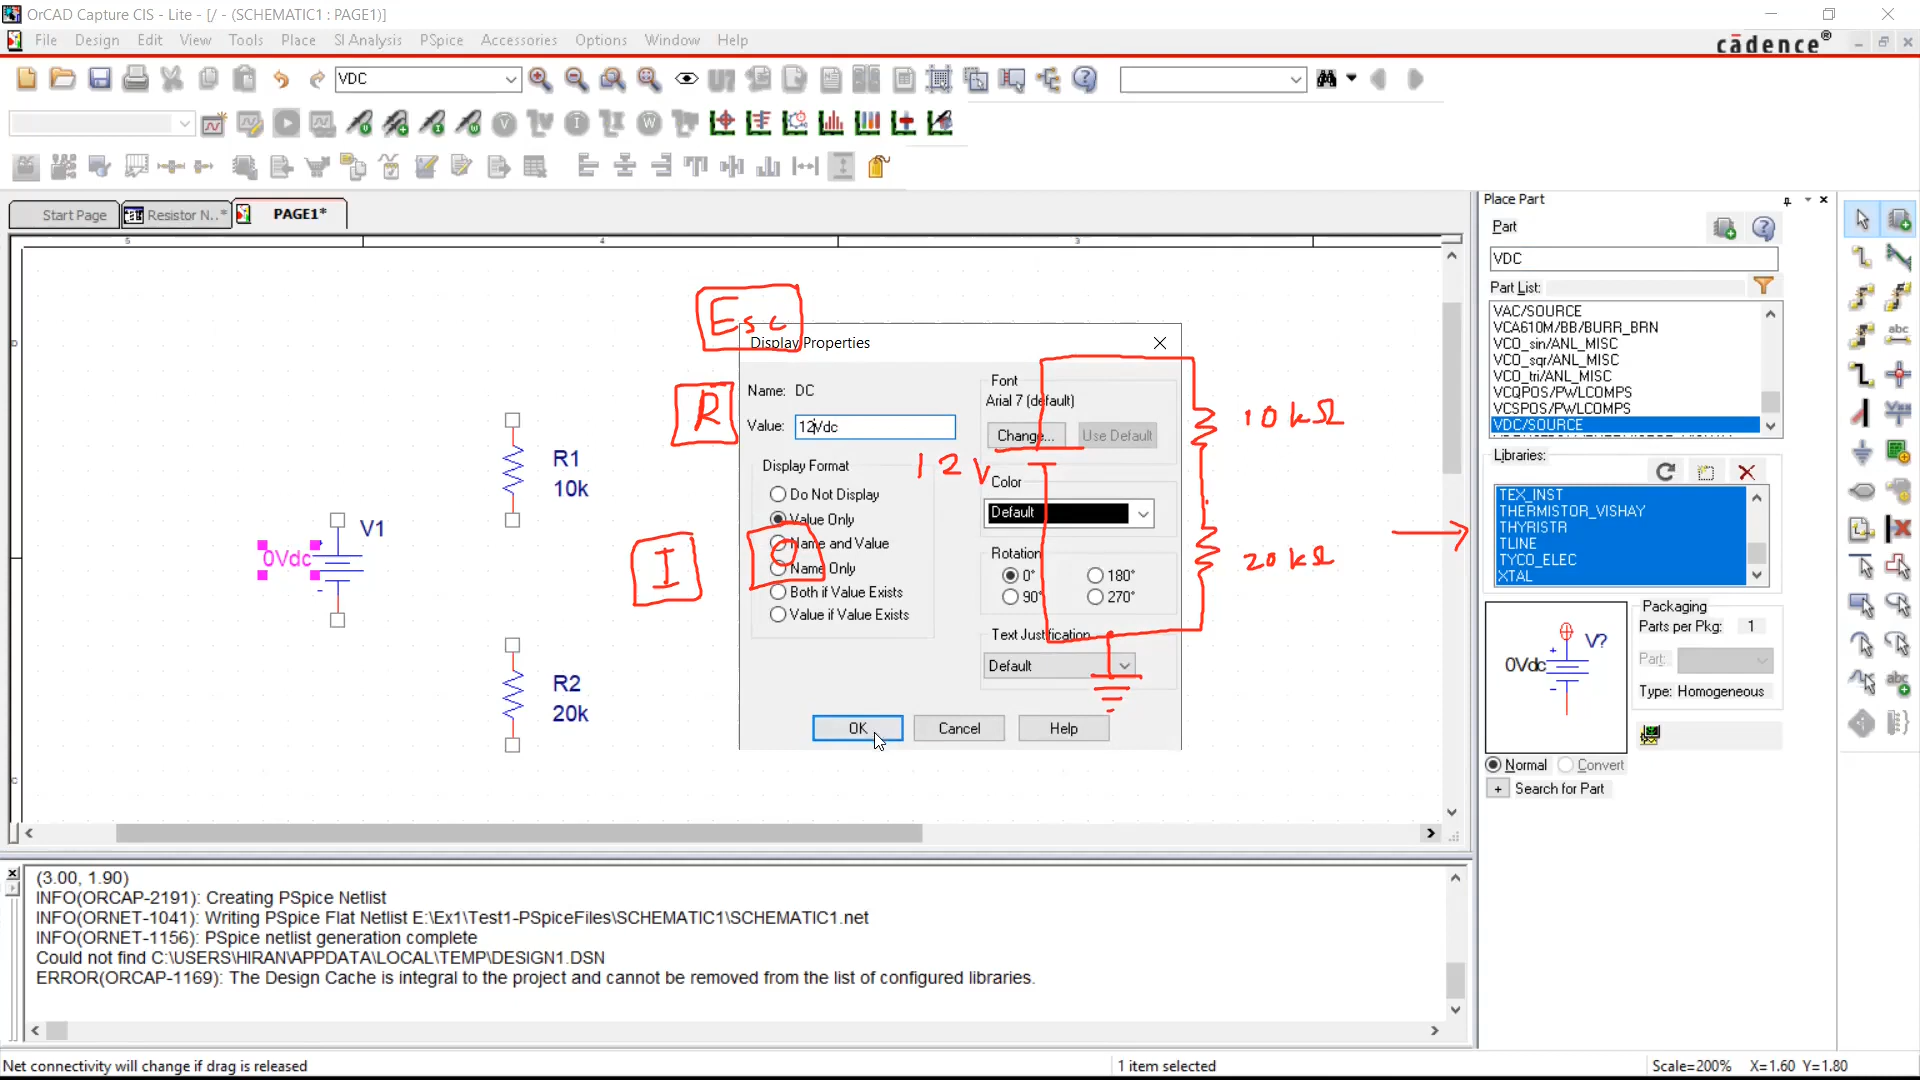 OrCAD Capture CIS - Lite - [/ - (SCHEMATIC1 : PAGE1)]
File Design Edit View Tools Place SI Analysis PSpice Accessories Options Window Help
cādence®
VDC
Start Page
Resistor N..*
PAGE1*
5
4
3
D
C
R1
10k
V1
0Vdc
-
R2
20k
Esc
R
I
O
12V
10kΩ
20kΩ
Display Properties
Name: DC
Value: 12Vdc
Display Format
Do Not Display
Value Only
Name and Value
Name Only
Both if Value Exists
Value if Value Exists
Font
Arial 7 (default)
Change...
Use Default
Color
Default
Rotation
0° 180°
90° 270°
Text Justification
Default
OK
Cancel
Help
Place Part
Part
VDC
Part List:
VAC/SOURCE
VCA610M/BB/BURR_BRN
VCO_sin/ANL_MISC
VCO_sqr/ANL_MISC
VCO_tri/ANL_MISC
VCQPOS/PWLCOMPS
VCSPOS/PWLCOMPS
VDC/SOURCE
Libraries:
TEX_INST
THERMISTOR_VISHAY
THYRISTR
TLINE
TYCO_ELEC
XTAL
V?
0Vdc
+
-
Packaging
Parts per Pkg: 1
Part:
Type: Homogeneous
Normal
Convert
+ Search for Part
(3.00, 1.90)
INFO(ORCAP-2191): Creating PSpice Netlist
INFO(ORNET-1041): Writing PSpice Flat Netlist E:\Ex1\Test1-PSpiceFiles\SCHEMATIC1\SCHEMATIC1.net
INFO(ORNET-1156): PSpice netlist generation complete
Could not find C:\USERS\HIRAN\APPDATA\LOCAL\TEMP\DESIGN1.DSN
ERROR(ORCAP-1169): The Design Cache is integral to the project and cannot be removed from the list of configured libraries.
Net connectivity will change if drag is released
1 item selected
Scale=200% X=1.60 Y=1.80